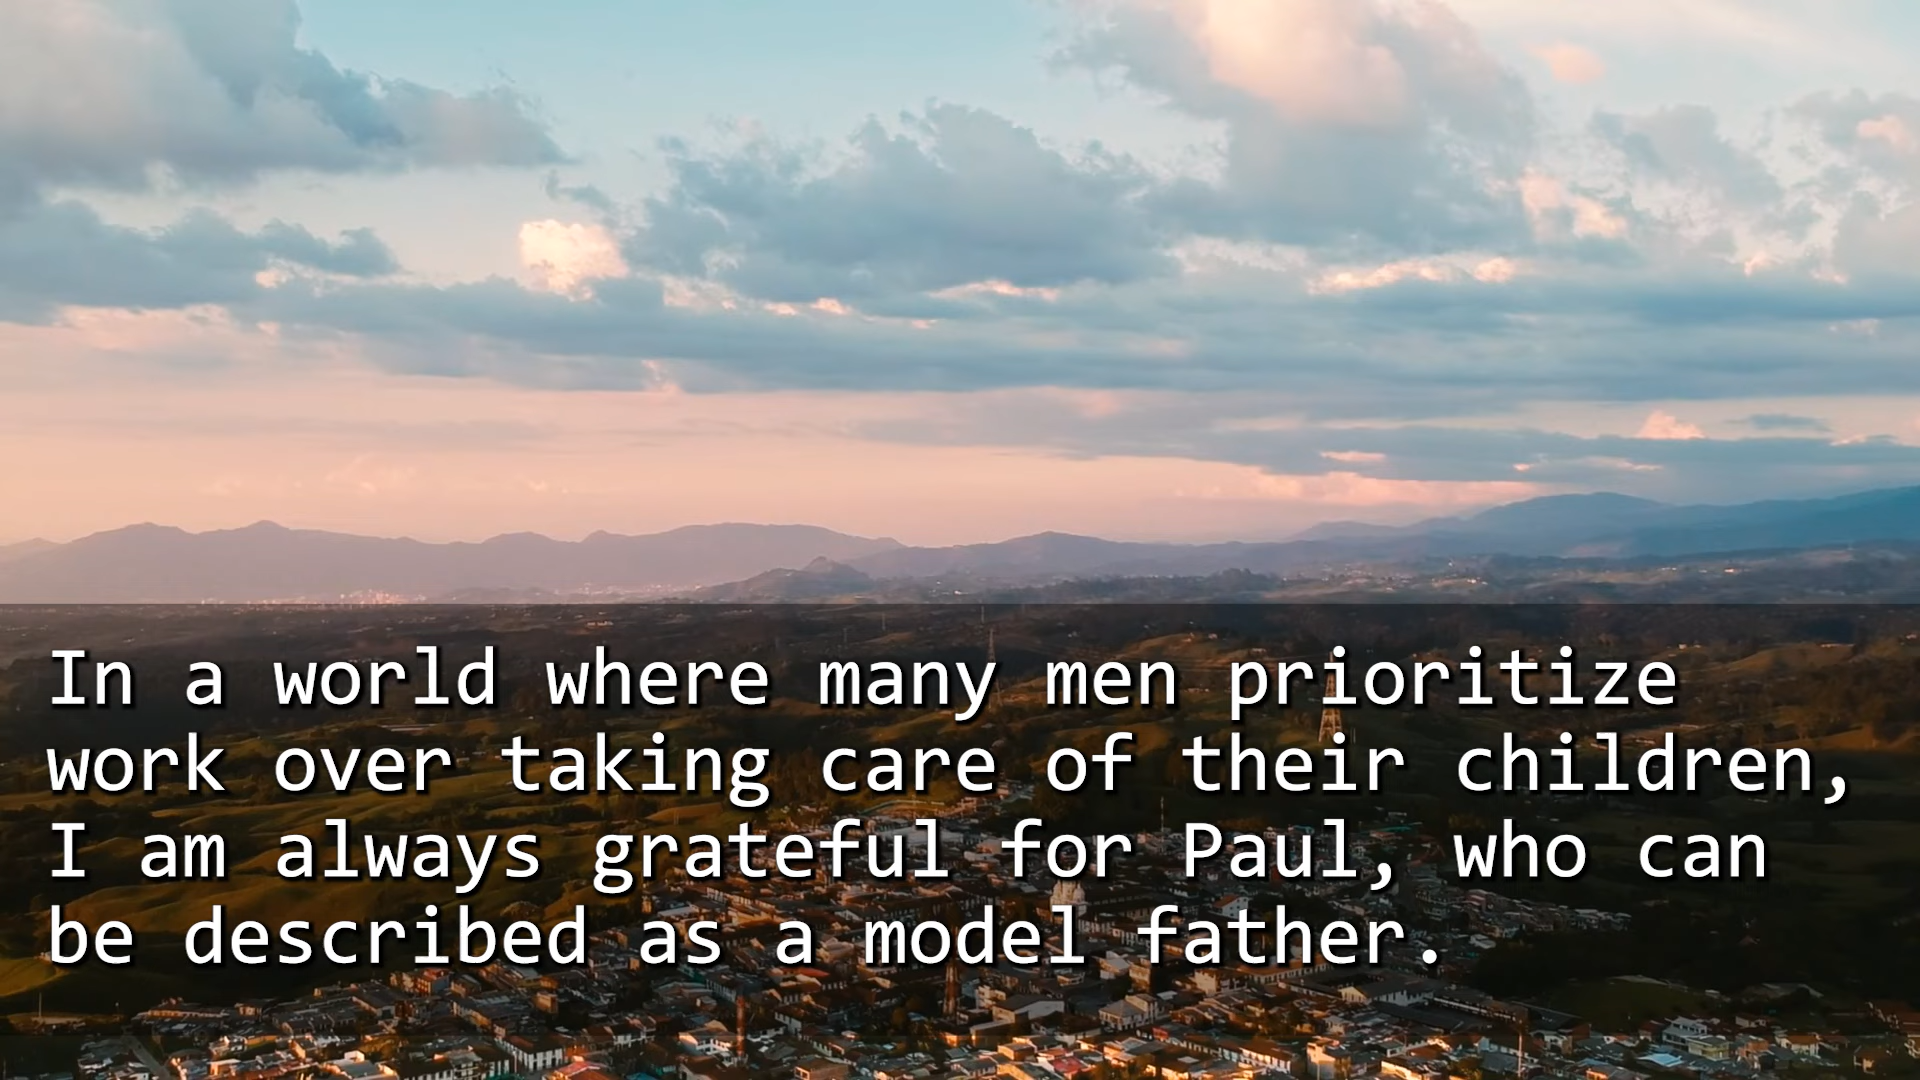 In a world where many men prioritize
work over taking care of their children,
I am always grateful for Paul, who can
be described as a model father.